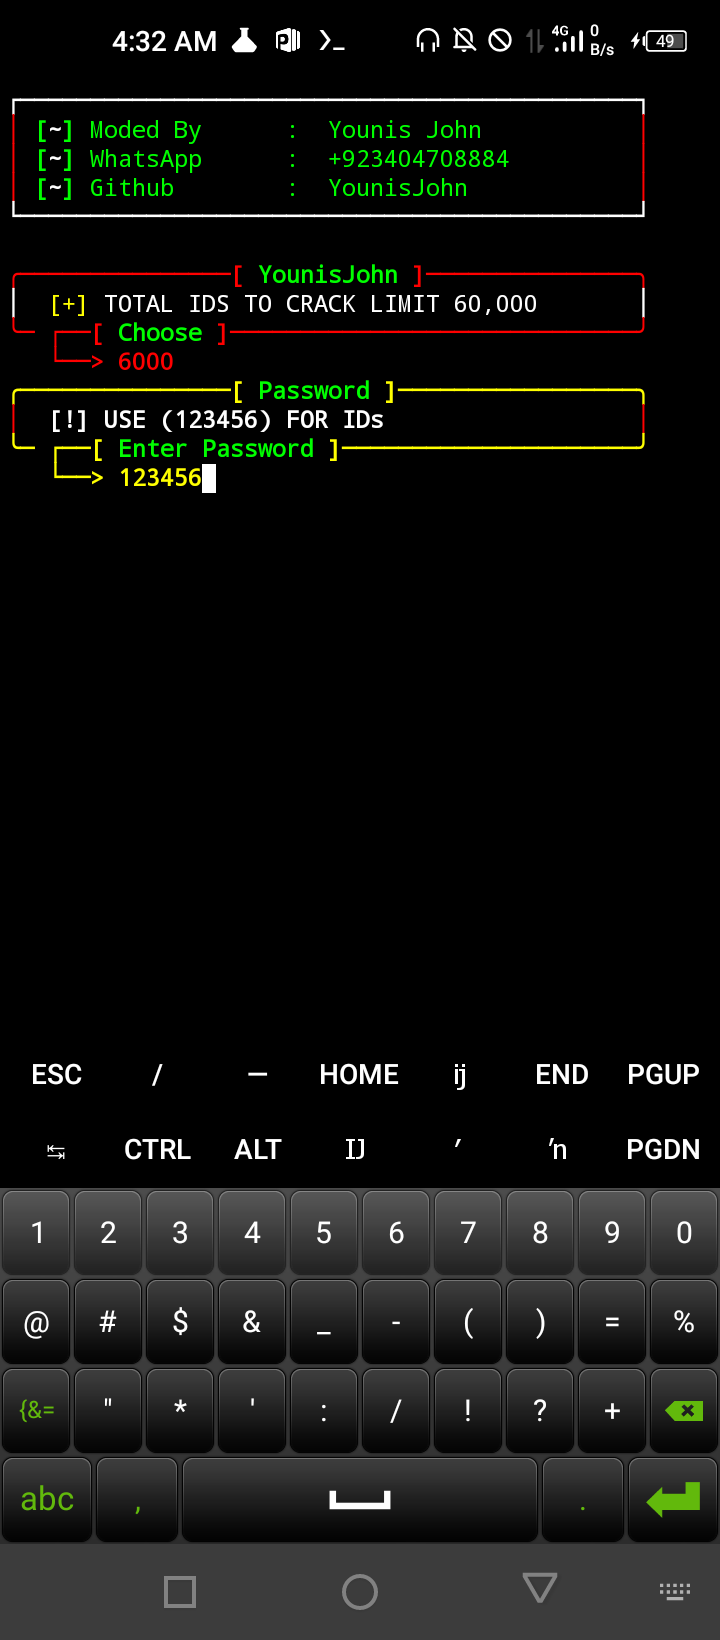 4:32 AM 4G 0 B/s 49
[~] Moded By : Younis John
[~] WhatsApp : +923404708884
[~] Github : YounisJohn
[ YounisJohn ]
[+] TOTAL IDS TO CRACK LIMIT 60,000
[ Choose ]
> 6000
[ Password ]
[!] USE (123456) FOR IDs
[ Enter Password ]
> 123456
ESC / — HOME ĳ END PGUP
↹ CTRL ALT Ĳ ′ ŉ PGDN
1 2 3 4 5 6 7 8 9 0
@ # $ & _ - ( ) = %
{&= " * ' : / ! ? +
abc , .